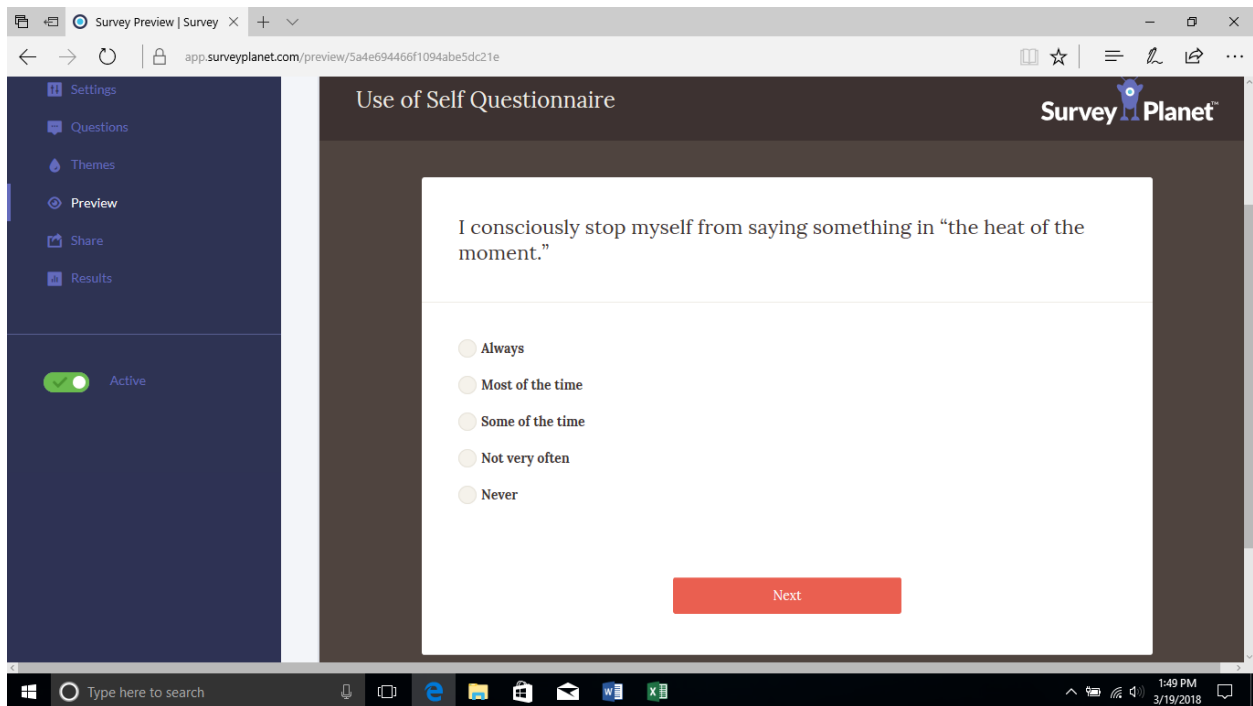 Survey Preview | Survey
app.surveyplanet.com/preview/5a4e694466f1094abe5dc21e
Settings
Questions
Themes
Preview
Share
Results
Active
Use of Self Questionnaire
Survey Planet™
I consciously stop myself from saying something in “the heat of the
moment.”
Always
Most of the time
Some of the time
Not very often
Never
Next
Type here to search
1:49 PM
3/19/2018